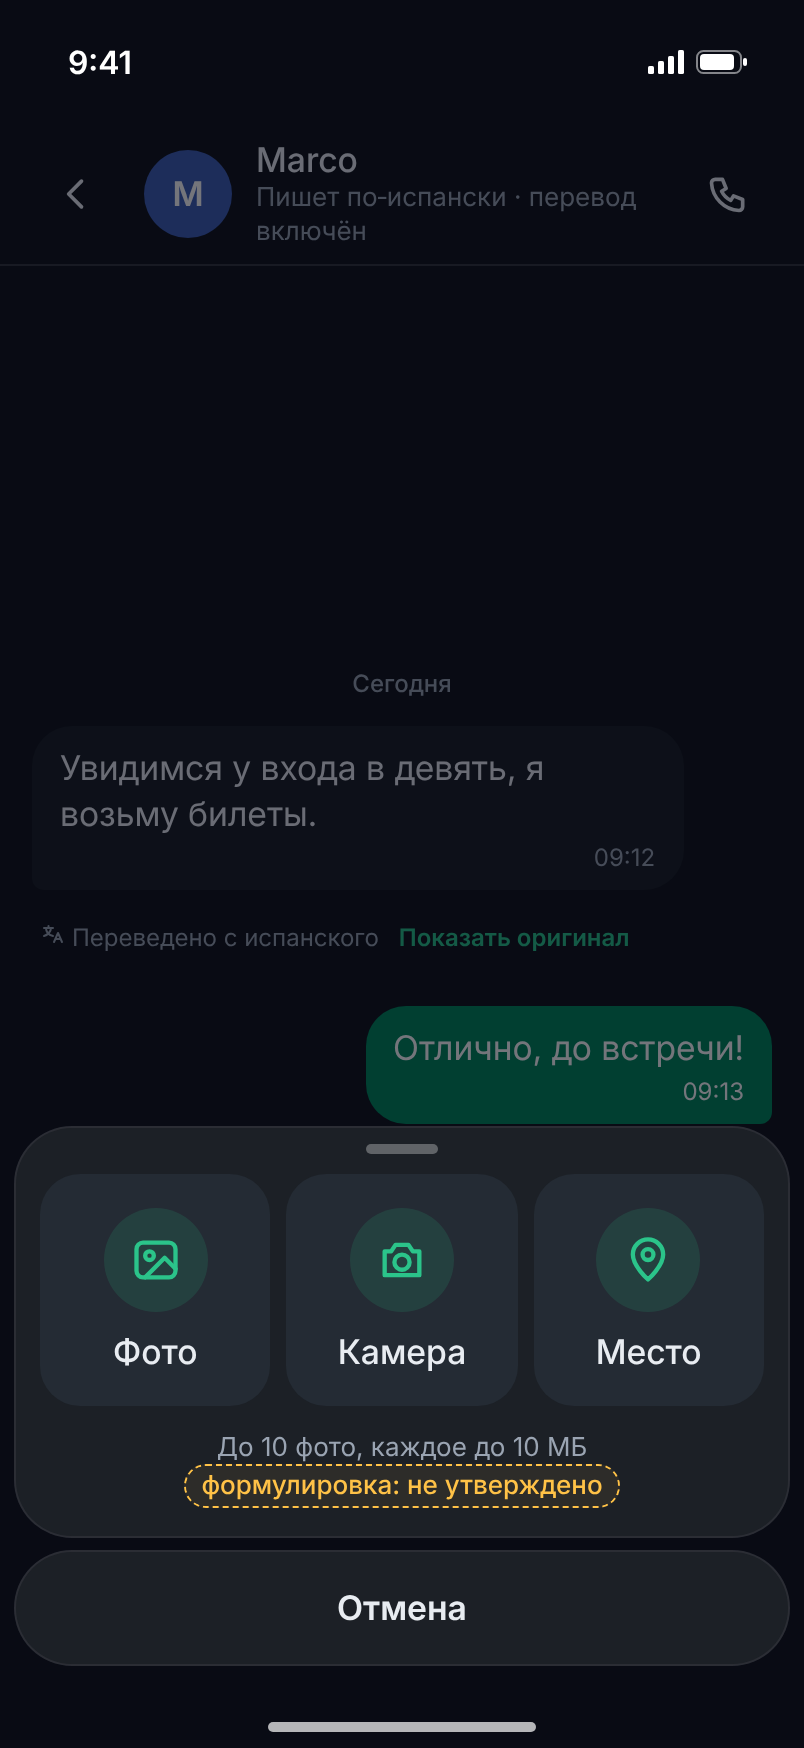 9:41
M
Marco
Пишет по-испански · перевод
включён
Сегодня
Увидимся у входа в девять, я
возьму билеты.
09:12
Переведено с испанского Показать оригинал
Отлично, до встречи!
09:13
Фото Камера Место
До 10 фото, каждое до 10 МБ
формулировка: не утверждено
Отмена